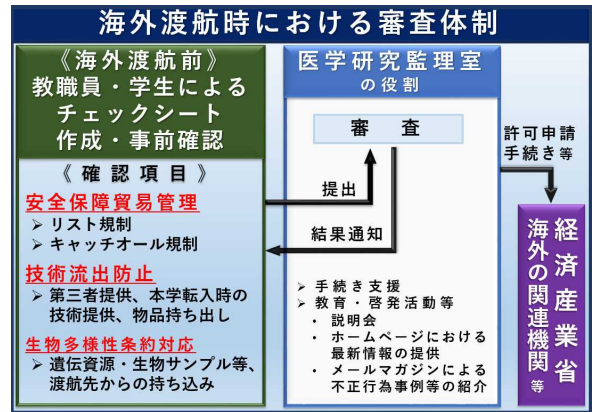 海外渡航時における審査体制
《海外渡航前》
教職員・学生による
チェックシート
作成・事前確認
《確認項目》
安全保障貿易管理
➢ リスト規制
➢ キャッチオール規制
技術流出防止
➢ 第三者提供、本学転入時の
技術提供、物品持ち出し
生物多様性条約対応
➢ 遺伝資源・生物サンプル等、
渡航先からの持ち込み
医学研究監理室
の役割
審 査
提出
結果通知
➢ 手続き支援
➢ 教育・啓発活動等
• 説明会
• ホームページにおける
最新情報の提供
• メールマガジンによる
不正行為事例等の紹介
許可申請
手続き等
経済産業省
海外の関連機関等